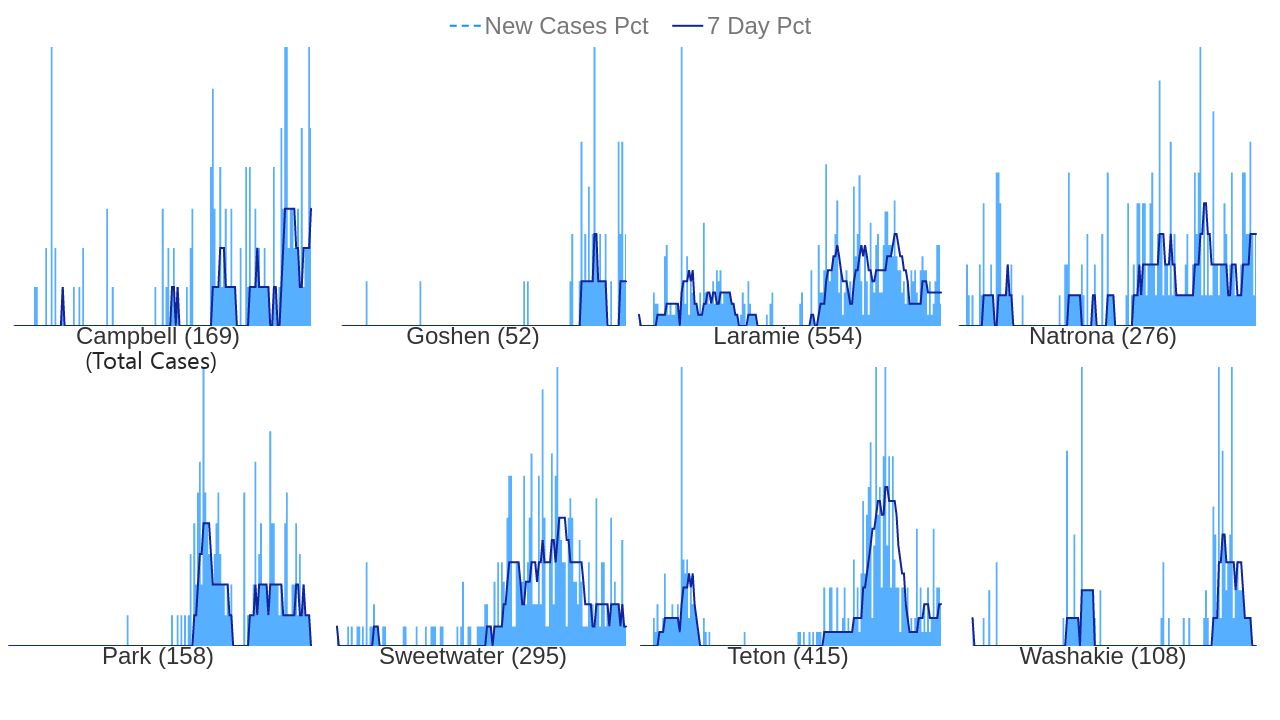 New Cases Pct 7 Day Pct
Campbell (169) Goshen (52) Laramie (554) Natrona (276)
(Total Cases)
Park (158) Sweetwater (295) Teton (415) Washakie (108)